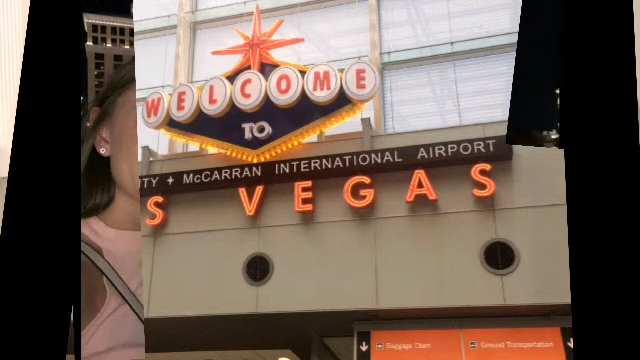 WELCOME
TO
TY ✦ McCARRAN INTERNATIONAL AIRPORT
S VEGAS
Baggage Claim
Ground Transportation